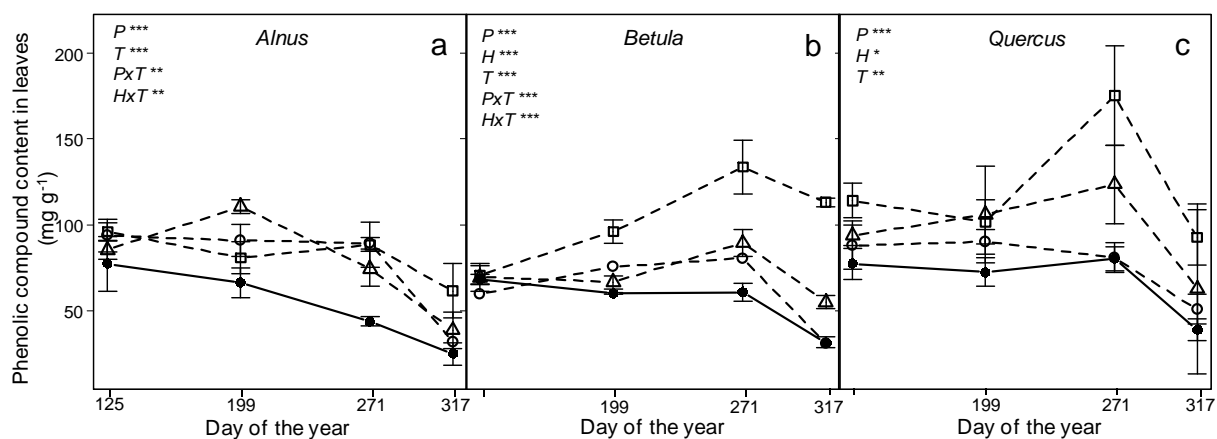 Phenolic compound content in leaves
(mg g-1)
200
150
100
50
P ***
T ***
PxT **
HxT **
Alnus
a
125
199
271
317
Day of the year
P ***
H ***
T ***
PxT ***
HxT ***
Betula
b
199
271
317
Day of the year
P ***
H *
T **
Quercus
c
199
271
317
Day of the year